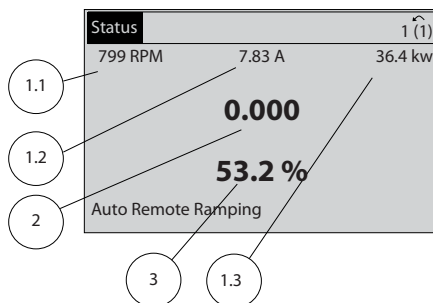 Status 1 (1)
799 RPM 7.83 A 36.4 kw
1.1
0.000
1.2
53.2 %
2
Auto Remote Ramping
3 1.3